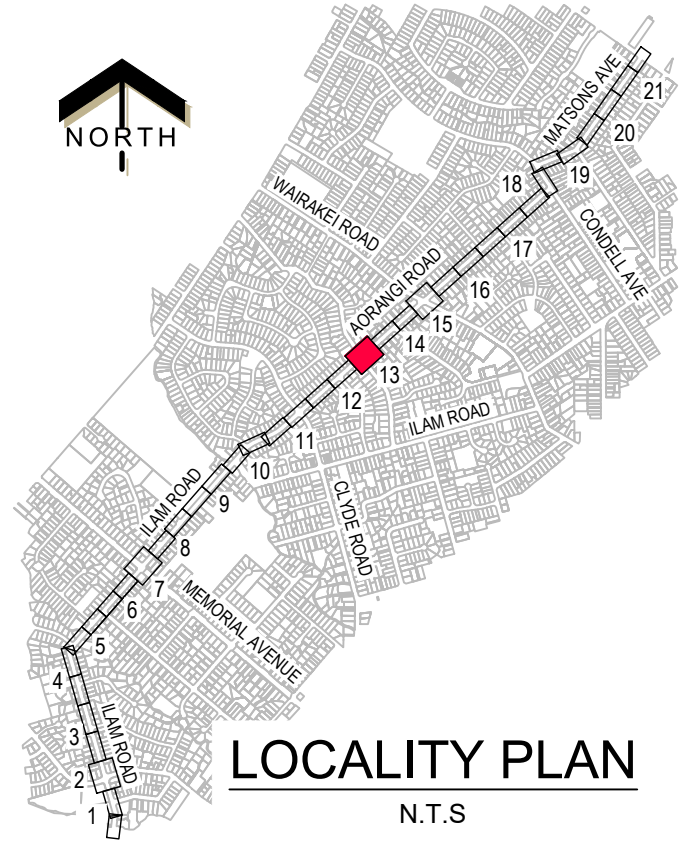 NORTH
MATSONS AVE
21
20
19
18
WAIRAKEI ROAD
CONDELL AVE
17
AORANGI ROAD
16
15
14
13
12
ILAM ROAD
11
10
CLYDE ROAD
ILAM ROAD
9
8
7
MEMORIAL AVENUE
6
5
4
ILAM ROAD
3
2
1
LOCALITY PLAN
N.T.S